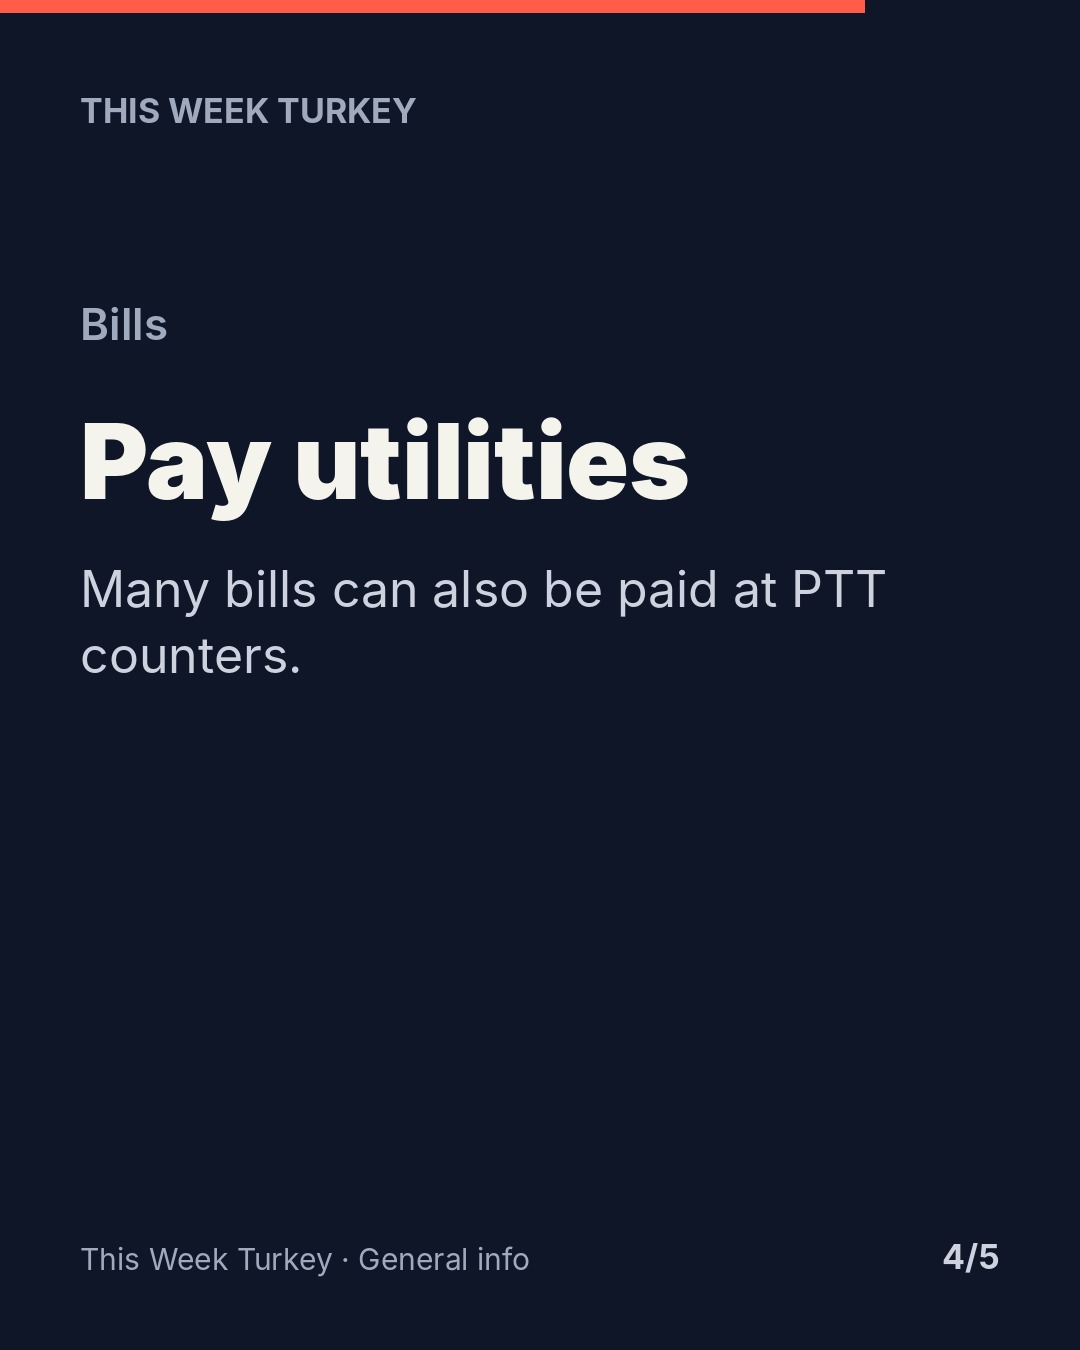 THIS WEEK TURKEY
Bills
Pay utilities
Many bills can also be paid at PTT
counters.
This Week Turkey · General info
4/5